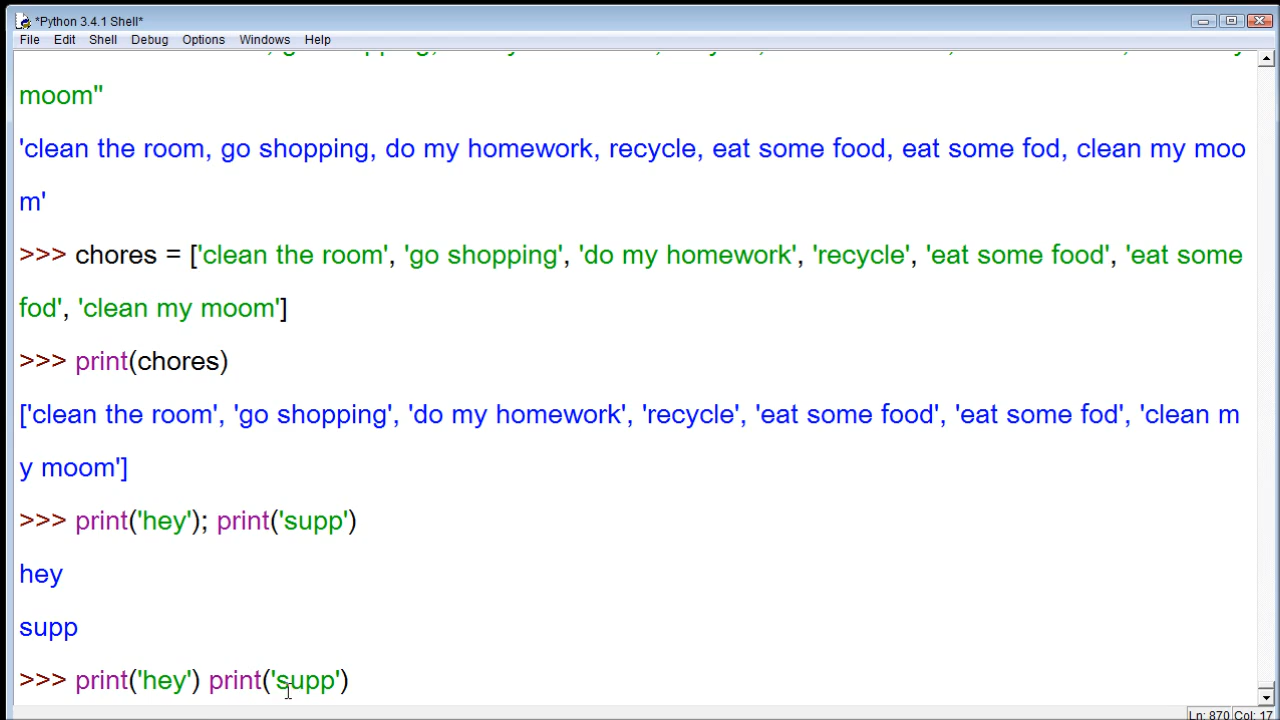 *Python 3.4.1 Shell*
File Edit Shell Debug Options Windows Help
moom"
'clean the room, go shopping, do my homework, recycle, eat some food, eat some fod, clean my moo
m'
>>> chores = ['clean the room', 'go shopping', 'do my homework', 'recycle', 'eat some food', 'eat some
fod', 'clean my moom']
>>> print(chores)
['clean the room', 'go shopping', 'do my homework', 'recycle', 'eat some food', 'eat some fod', 'clean m
y moom']
>>> print('hey'); print('supp')
hey
supp
>>> print('hey') print('supp')
Ln: 870 Col: 17